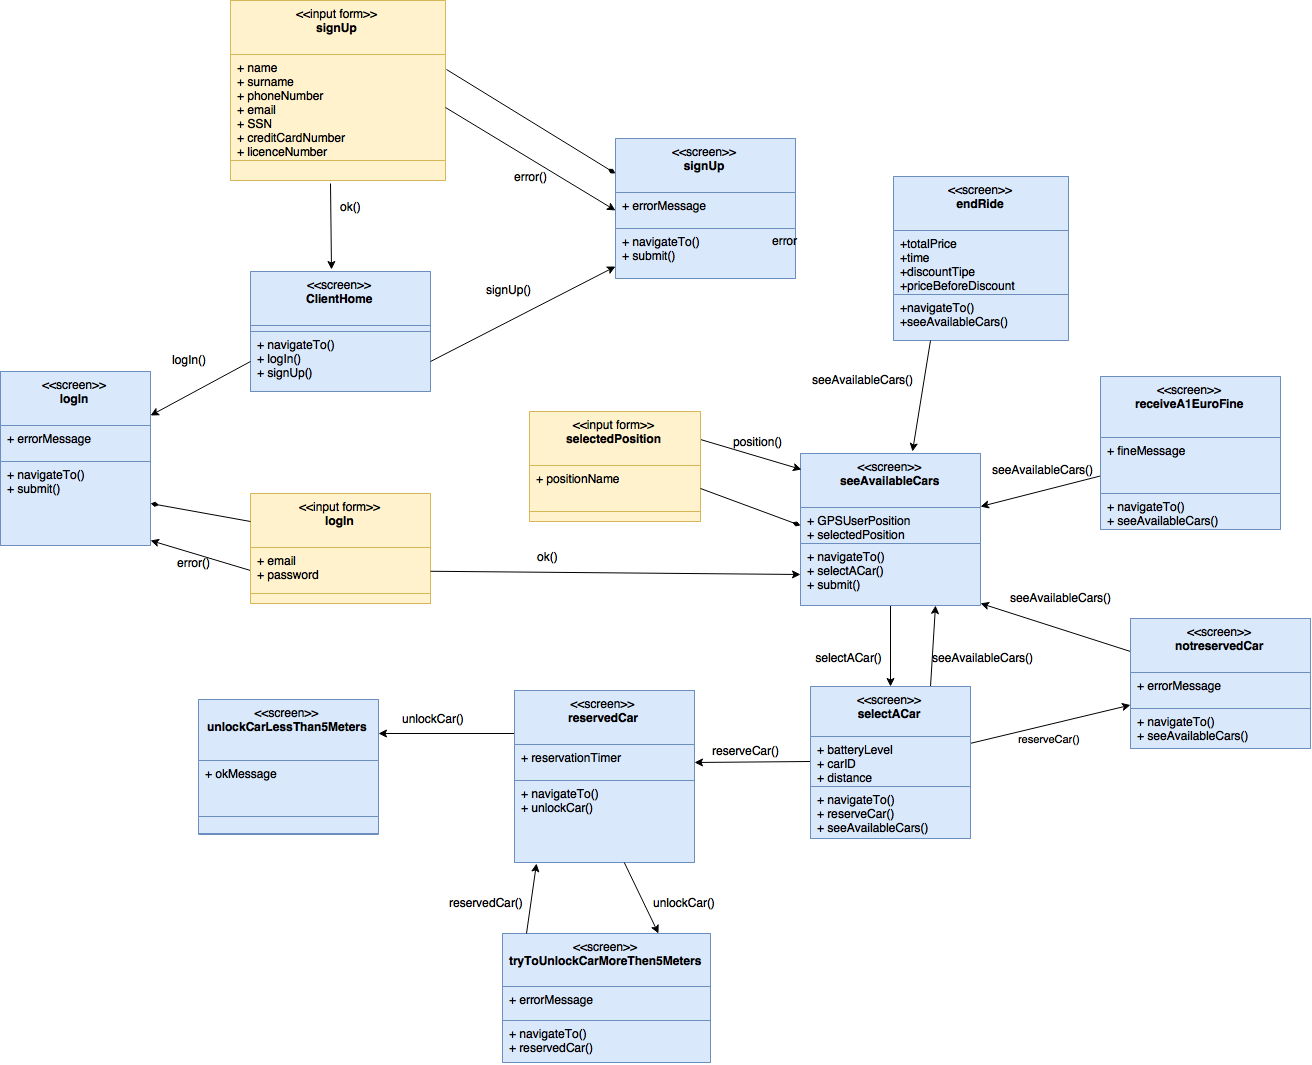 <<input form>>
signUp
+ name
+ surname
+ phoneNumber
+ email
+ SSN
+ creditCardNumber
+ licenceNumber
error()
ok()
<<screen>>
signUp
+ errorMessage
+ navigateTo()
error
+ submit()
<<screen>>
endRide
+totalPrice
+time
+discountTipe
+priceBeforeDiscount
+navigateTo()
+seeAvailableCars()
<<screen>>
ClientHome
+ navigateTo()
+ logIn()
+ signUp()
signUp()
logIn()
<<screen>>
logIn
+ errorMessage
+ navigateTo()
+ submit()
seeAvailableCars()
<<screen>>
receiveA1EuroFine
+ fineMessage
+ navigateTo()
+ seeAvailableCars()
<<input form>>
selectedPosition
+ positionName
position()
seeAvailableCars()
<<screen>>
seeAvailableCars
+ GPSUserPosition
+ selectedPosition
+ navigateTo()
+ selectACar()
+ submit()
<<input form>>
logIn
+ email
+ password
error()
ok()
seeAvailableCars()
<<screen>>
notreservedCar
+ errorMessage
+ navigateTo()
+ seeAvailableCars()
selectACar()
seeAvailableCars()
<<screen>>
selectACar
+ batteryLevel
+ carID
+ distance
+ navigateTo()
+ reserveCar()
+ seeAvailableCars()
reserveCar()
reserveCar()
<<screen>>
reservedCar
+ reservationTimer
+ navigateTo()
+ unlockCar()
unlockCar()
<<screen>>
unlockCarLessThan5Meters
+ okMessage
reservedCar()
unlockCar()
<<screen>>
tryToUnlockCarMoreThen5Meters
+ errorMessage
+ navigateTo()
+ reservedCar()